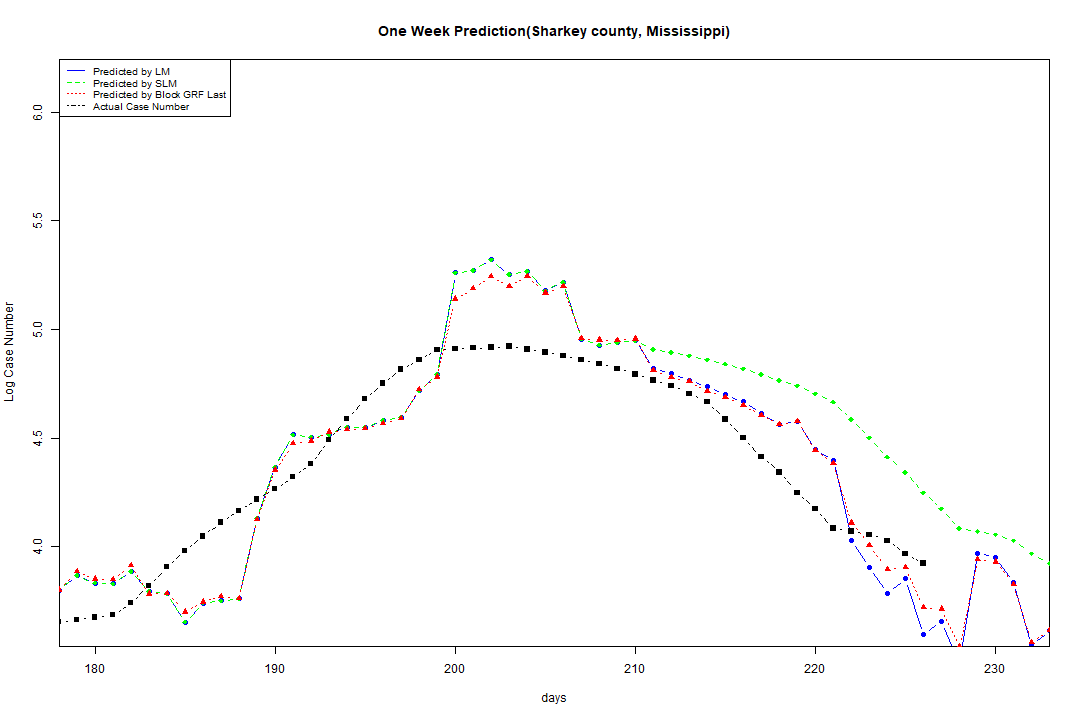 One Week Prediction(Sharkey county, Mississippi)
Predicted by LM
Predicted by SLM
Predicted by Block GRF Last
Actual Case Number
6.0
5.5
5.0
4.5
4.0
Log Case Number
180 190 200 210 220 230
days